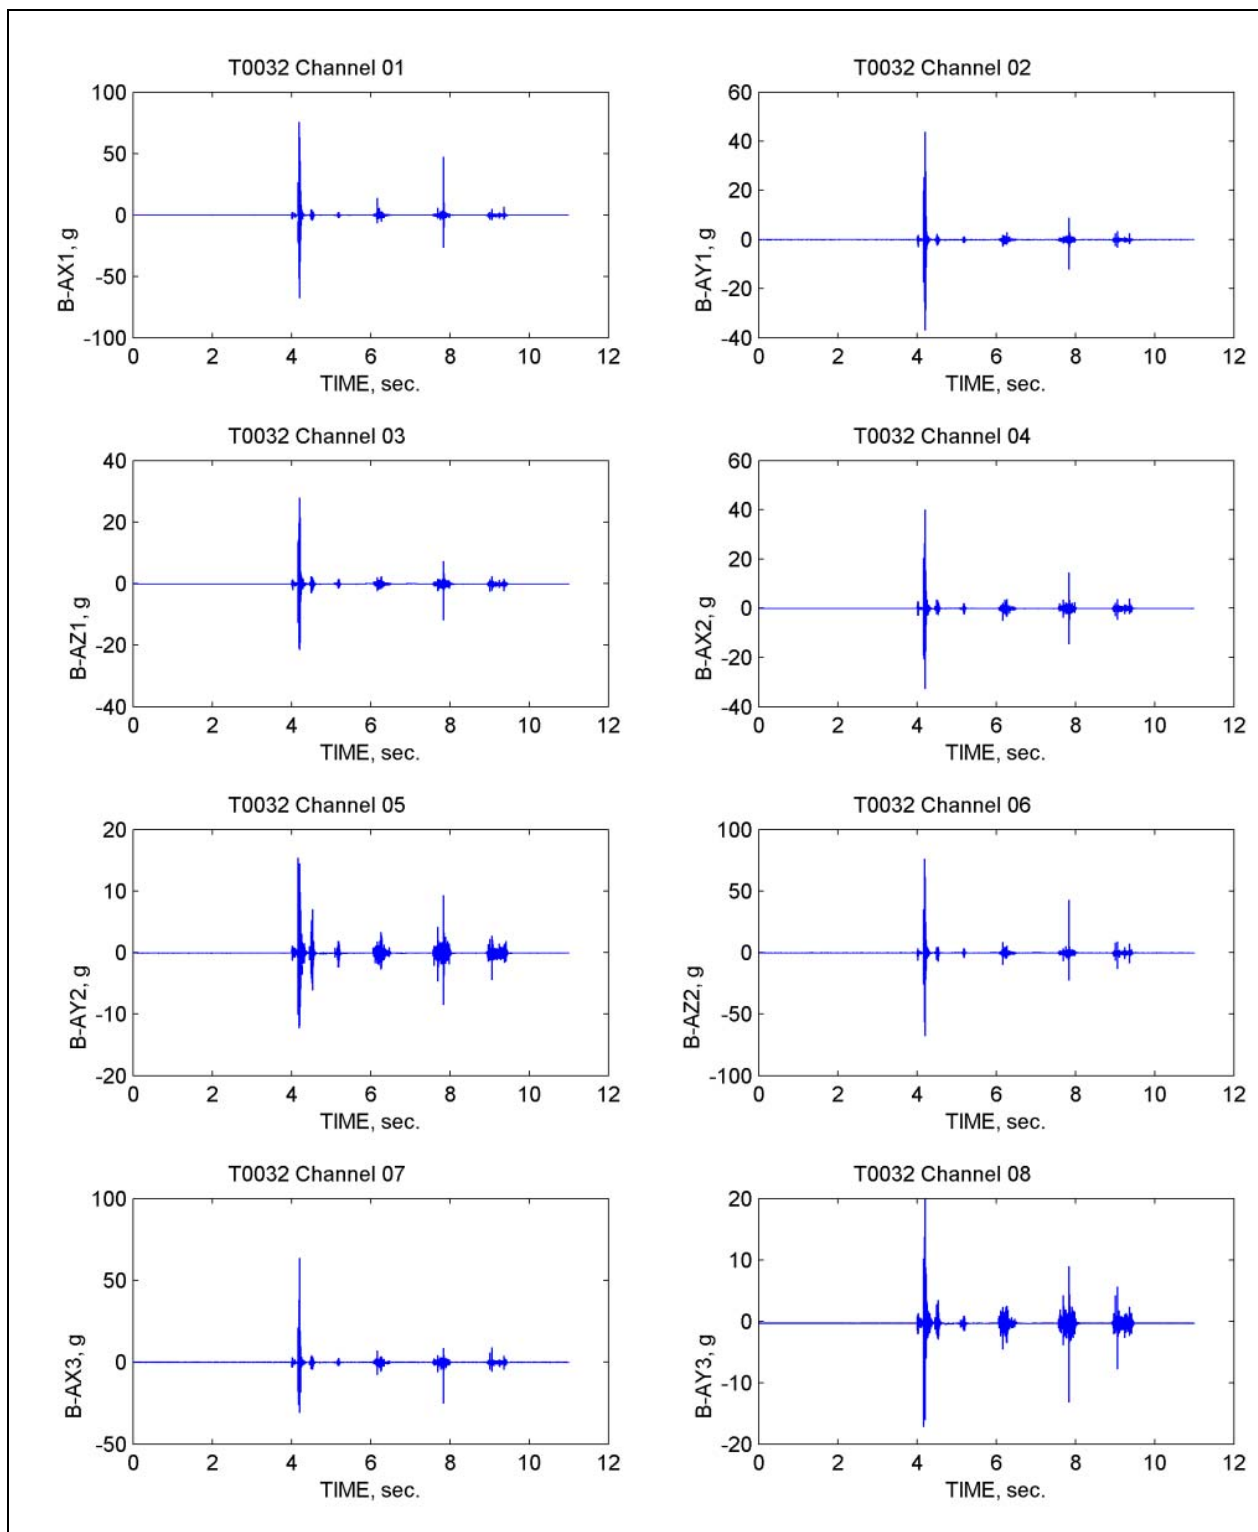 T0032 Channel 01
100
50
0
-50
-100
B-AX1, g
0 2 4 6 8 10 12
TIME, sec.
T0032 Channel 02
60
40
20
0
-20
-40
B-AY1, g
0 2 4 6 8 10 12
TIME, sec.
T0032 Channel 03
40
20
0
-20
-40
B-AZ1, g
0 2 4 6 8 10 12
TIME, sec.
T0032 Channel 04
60
40
20
0
-20
-40
B-AX2, g
0 2 4 6 8 10 12
TIME, sec.
T0032 Channel 05
20
10
0
-10
-20
B-AY2, g
0 2 4 6 8 10 12
TIME, sec.
T0032 Channel 06
100
50
0
-50
-100
B-AZ2, g
0 2 4 6 8 10 12
TIME, sec.
T0032 Channel 07
100
50
0
-50
B-AX3, g
0 2 4 6 8 10 12
TIME, sec.
T0032 Channel 08
20
10
0
-10
-20
B-AY3, g
0 2 4 6 8 10 12
TIME, sec.